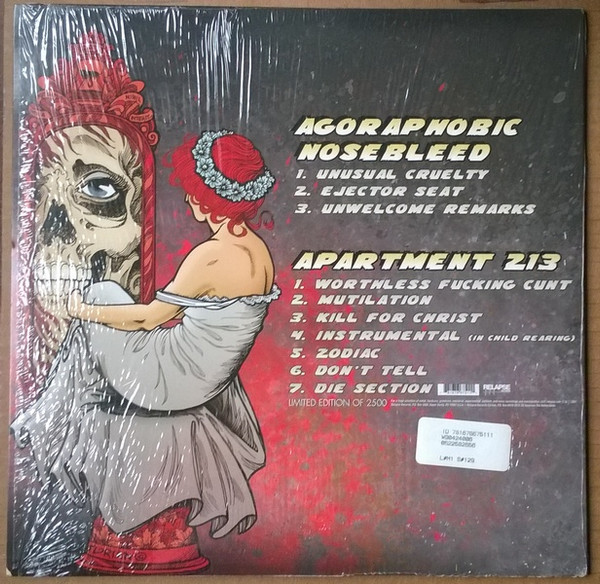 AGORAPHOBIC
NOSEBLEED
1. UNUSUAL CRUELTY
2. EJECTOR SEAT
3. UNWELCOME REMARKS
APARTMENT 213
1. WORTHLESS FUCKING CUNT
2. MUTILATION
3. KILL FOR CHRIST
4. INSTRUMENTAL (IN CHILD REARING)
5. ZODIAC
6. DON'T TELL
7. DIE SECTION
RELAPSE
LIMITED EDITION OF 2500